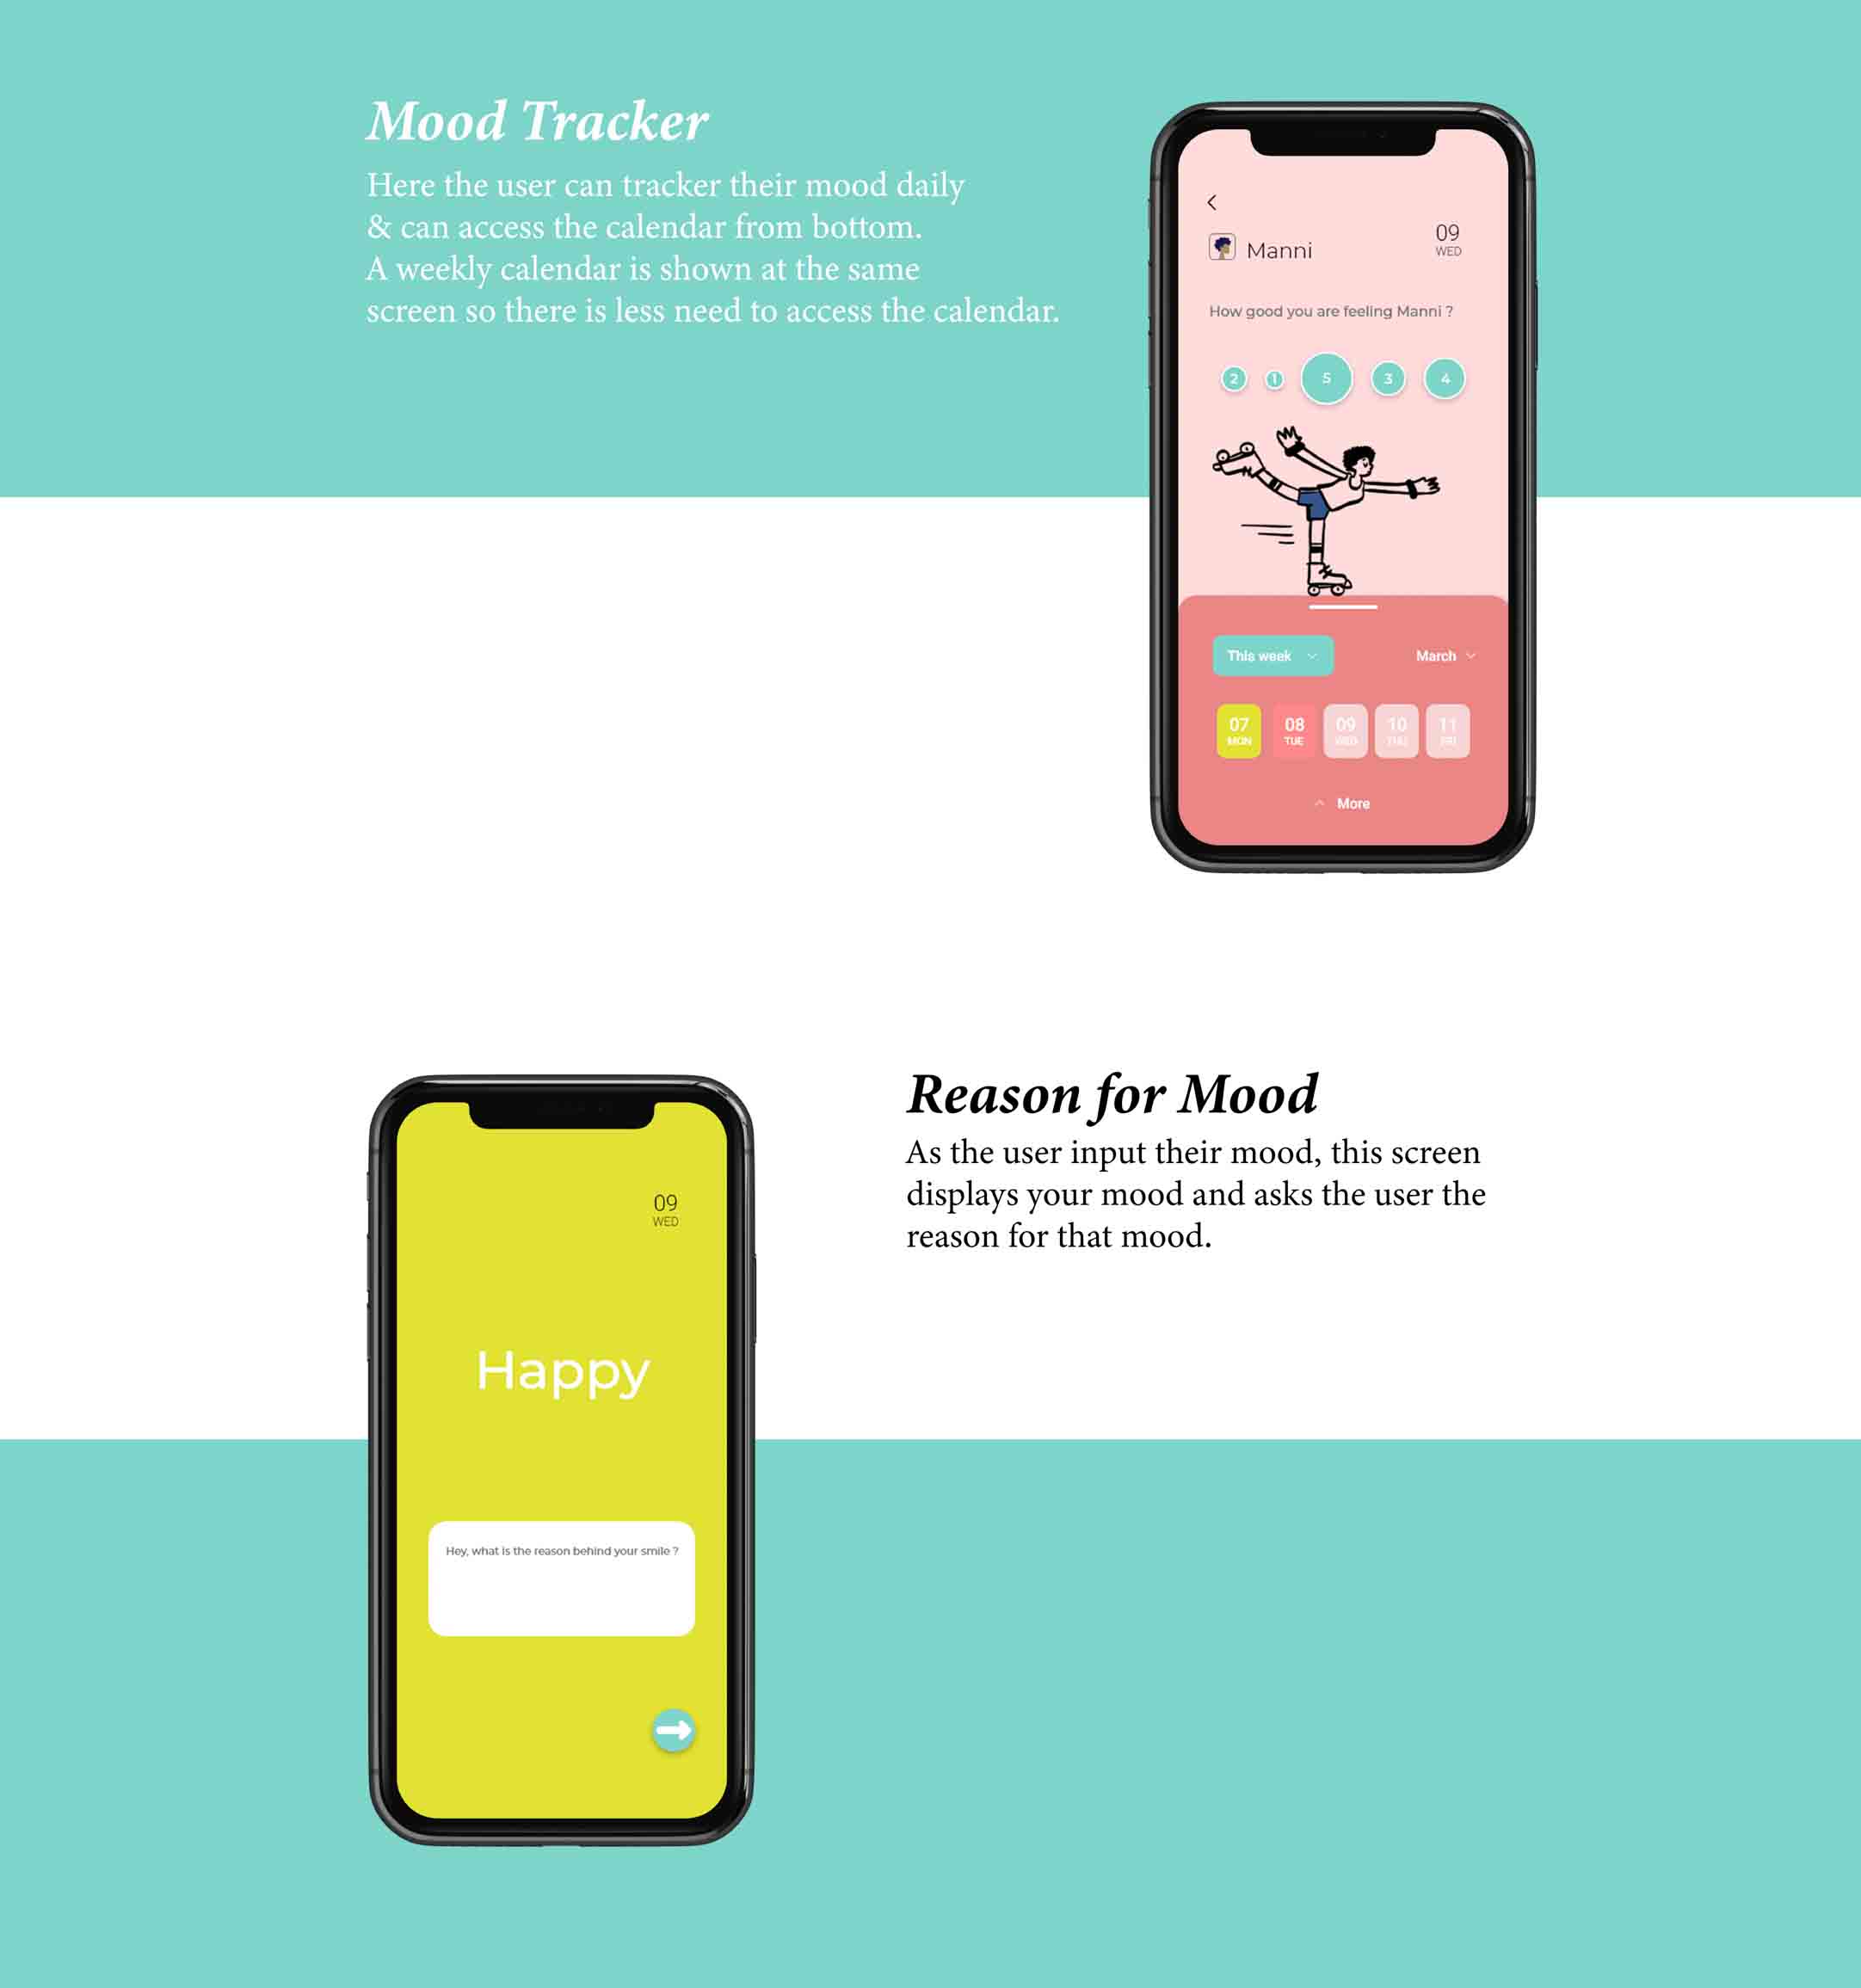 Mood Tracker
Here the user can tracker their mood daily
& can access the calendar from bottom.
A weekly calendar is shown at the same
screen so there is less need to access the calendar.
Manni
09
WED
How good you are feeling Manni ?
2 1 5 3 4
This week March
07 08 09 10 11
MON TUE WED THU FRI
More
Reason for Mood
As the user input their mood, this screen
displays your mood and asks the user the
reason for that mood.
09
WED
Happy
Hey, what is the reason behind your smile ?